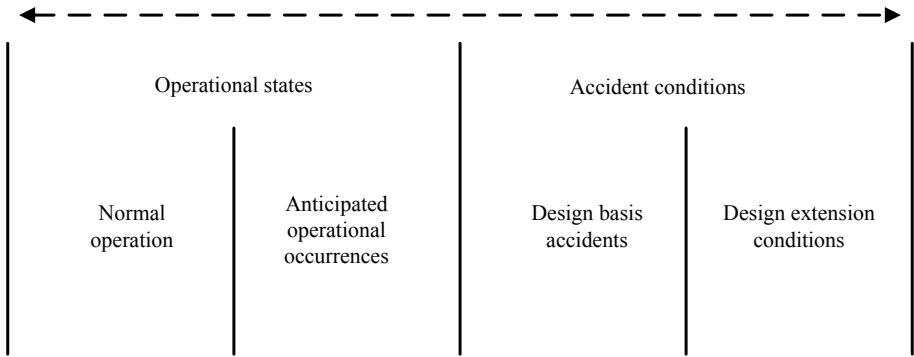 Operational states
Accident conditions
Normal
operation
Anticipated
operational
occurrences
Design basis
accidents
Design extension
conditions